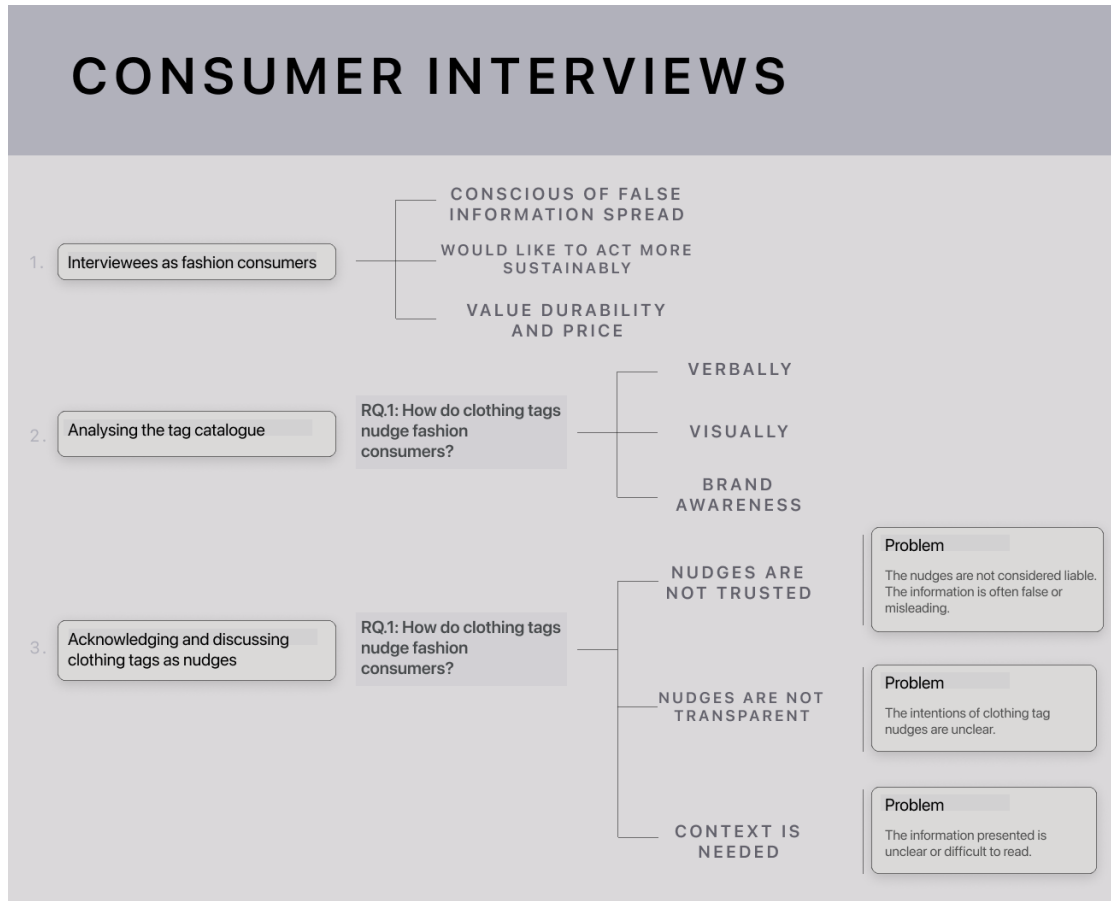 CONSUMER INTERVIEWS
1.
Interviewees as fashion consumers
CONSCIOUS OF FALSE
INFORMATION SPREAD
WOULD LIKE TO ACT MORE
SUSTAINABLY
VALUE DURABILITY
AND PRICE
2.
Analysing the tag catalogue
RQ.1: How do clothing tags
nudge fashion
consumers?
VERBALLY
VISUALLY
BRAND
AWARENESS
3.
Acknowledging and discussing
clothing tags as nudges
RQ.1: How do clothing tags
nudge fashion
consumers?
NUDGES ARE
NOT TRUSTED
Problem
The nudges are not considered liable.
The information is often false or
misleading.
NUDGES ARE NOT
TRANSPARENT
Problem
The intentions of clothing tag
nudges are unclear.
CONTEXT IS
NEEDED
Problem
The information presented is
unclear or difficult to read.